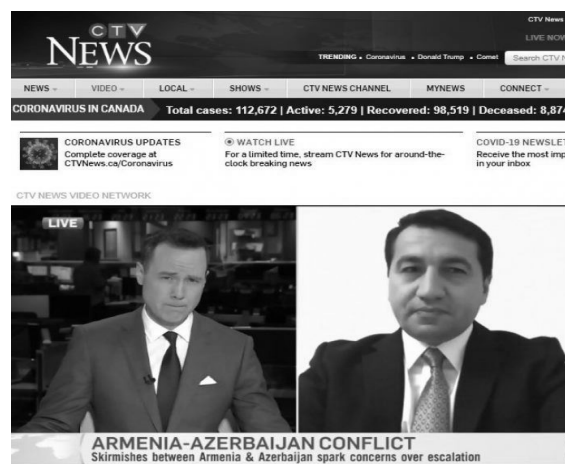 CTV News
CTV
NEWS
LIVE NOW
TRENDING • Coronavirus • Donald Trump • Comet
Search CTV N
NEWS VIDEO LOCAL SHOWS CTV NEWS CHANNEL MYNEWS CONNECT
CORONAVIRUS IN CANADA Total cases: 112,672 | Active: 5,279 | Recovered: 98,519 | Deceased: 8,874
CORONAVIRUS UPDATES
Complete coverage at
CTVNews.ca/Coronavirus
WATCH LIVE
For a limited time, stream CTV News for around-the-
clock breaking news
COVID-19 NEWSLET
Receive the most imp
in your inbox
CTV NEWS VIDEO NETWORK
LIVE
ARMENIA-AZERBAIJAN CONFLICT
Skirmishes between Armenia & Azerbaijan spark concerns over escalation